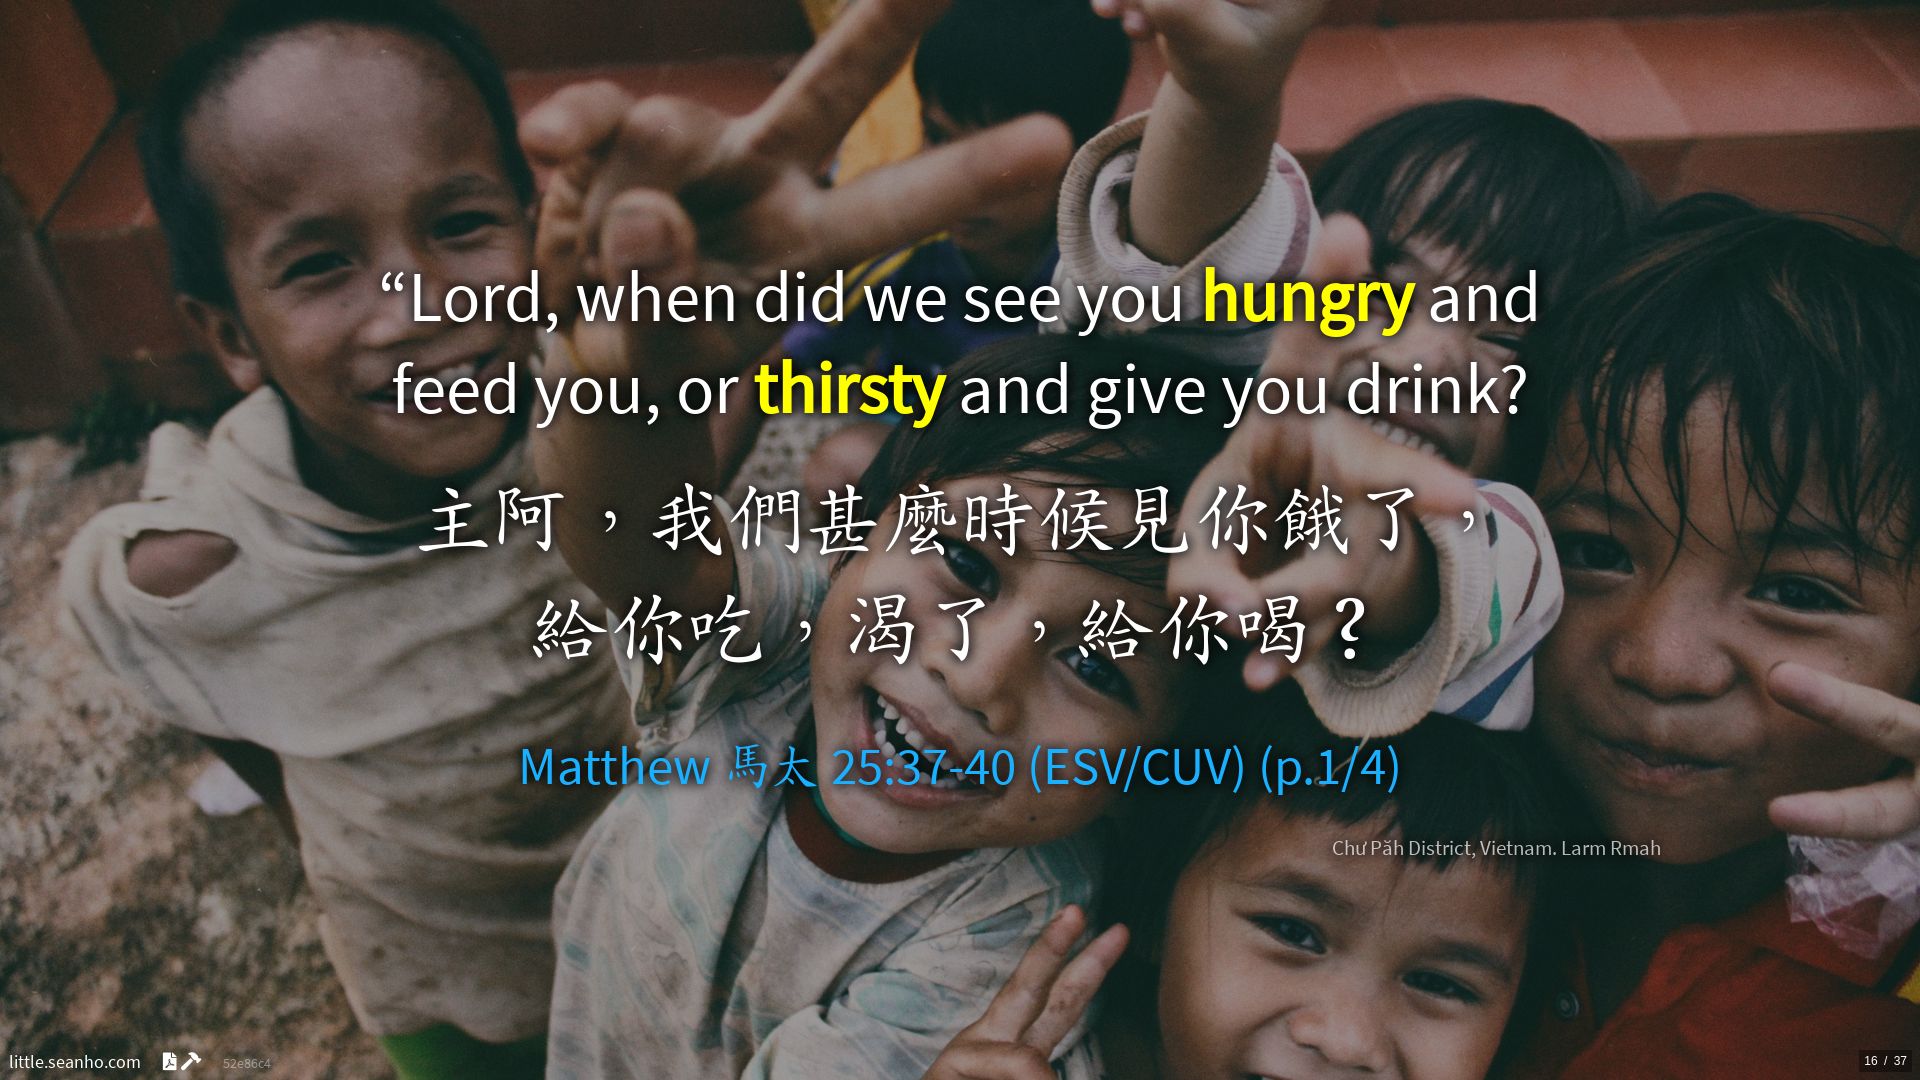 “Lord, when did we see you hungry and
feed you, or thirsty and give you drink?
主阿，我們甚麼時候見你餓了，
給你吃，渴了，給你喝？
Matthew 馬太 25:37-40 (ESV/CUV) (p.1/4)
Chư Păh District, Vietnam. Larm Rmah
little.seanho.com 52e86c4
16 / 37